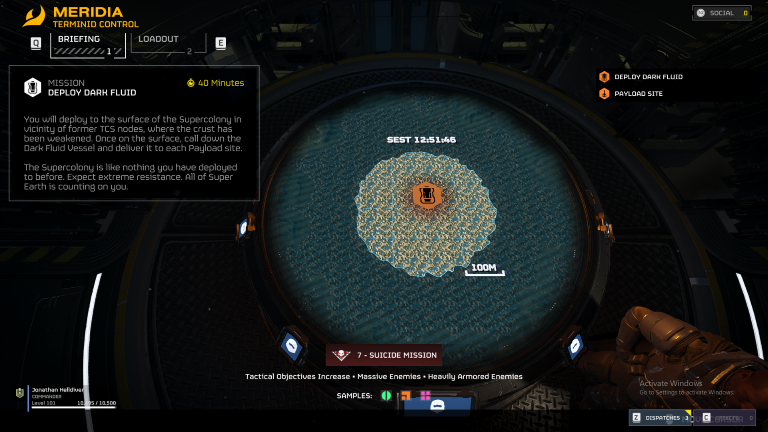 MERIDIA
TERMINID CONTROL
SOCIAL 0
Q BRIEFING 1 LOADOUT 2 E
MISSION
DEPLOY DARK FLUID
40 Minutes
You will deploy to the surface of the Supercolony in
vicinity of former TCS nodes, where the crust has
been weakened. Once on the surface, call down the
Dark Fluid Vessel and deliver it to each Payload site.
The Supercolony is like nothing you have deployed
to before. Expect extreme resistance. All of Super
Earth is counting on you.
DEPLOY DARK FLUID
PAYLOAD SITE
SEST 12:51:46
100M
7 - SUICIDE MISSION
Tactical Objectives Increase • Massive Enemies • Heavily Armored Enemies
SAMPLES:
Jonathan Helldiver
COMMANDER
Level 101
/ 10,500
Activate Windows
Go to Settings to activate Windows.
Z DISPATCHES 3
C